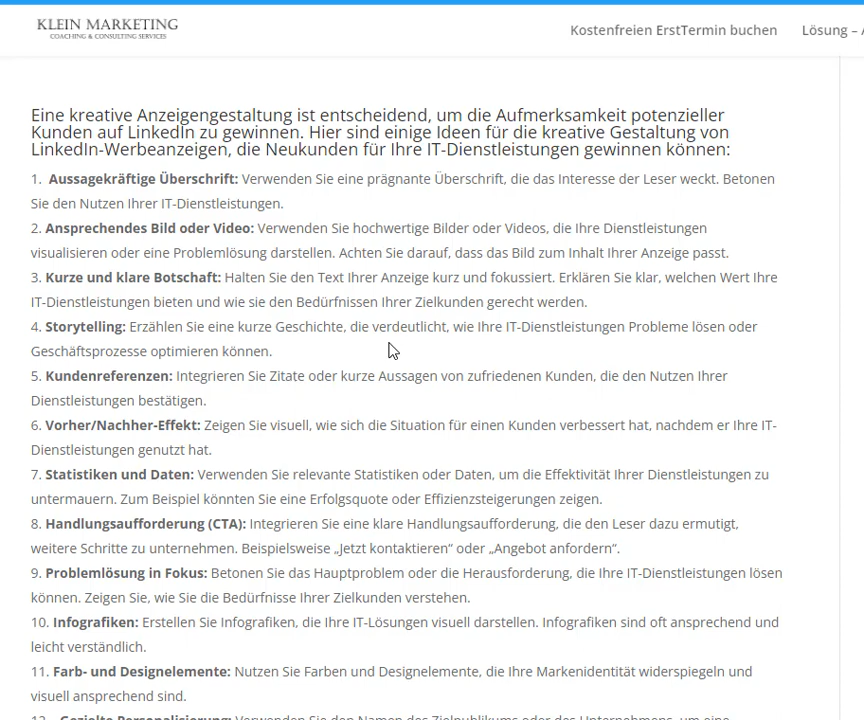 KLEIN MARKETING
COACHING & CONSULTING SERVICES
Kostenfreien ErstTermin buchen
Lösung –
Eine kreative Anzeigengestaltung ist entscheidend, um die Aufmerksamkeit potenzieller
Kunden auf LinkedIn zu gewinnen. Hier sind einige Ideen für die kreative Gestaltung von
LinkedIn-Werbeanzeigen, die Neukunden für Ihre IT-Dienstleistungen gewinnen können:
1. Aussagekräftige Überschrift: Verwenden Sie eine prägnante Überschrift, die das Interesse der Leser weckt. Betonen
Sie den Nutzen Ihrer IT-Dienstleistungen.
2. Ansprechendes Bild oder Video: Verwenden Sie hochwertige Bilder oder Videos, die Ihre Dienstleistungen
visualisieren oder eine Problemlösung darstellen. Achten Sie darauf, dass das Bild zum Inhalt Ihrer Anzeige passt.
3. Kurze und klare Botschaft: Halten Sie den Text Ihrer Anzeige kurz und fokussiert. Erklären Sie klar, welchen Wert Ihre
IT-Dienstleistungen bieten und wie sie den Bedürfnissen Ihrer Zielkunden gerecht werden.
4. Storytelling: Erzählen Sie eine kurze Geschichte, die verdeutlicht, wie Ihre IT-Dienstleistungen Probleme lösen oder
Geschäftsprozesse optimieren können.
5. Kundenreferenzen: Integrieren Sie Zitate oder kurze Aussagen von zufriedenen Kunden, die den Nutzen Ihrer
Dienstleistungen bestätigen.
6. Vorher/Nachher-Effekt: Zeigen Sie visuell, wie sich die Situation für einen Kunden verbessert hat, nachdem er Ihre IT-
Dienstleistungen genutzt hat.
7. Statistiken und Daten: Verwenden Sie relevante Statistiken oder Daten, um die Effektivität Ihrer Dienstleistungen zu
untermauern. Zum Beispiel könnten Sie eine Erfolgsquote oder Effizienzsteigerungen zeigen.
8. Handlungsaufforderung (CTA): Integrieren Sie eine klare Handlungsaufforderung, die den Leser dazu ermutigt,
weitere Schritte zu unternehmen. Beispielsweise „Jetzt kontaktieren“ oder „Angebot anfordern“.
9. Problemlösung in Fokus: Betonen Sie das Hauptproblem oder die Herausforderung, die Ihre IT-Dienstleistungen lösen
können. Zeigen Sie, wie Sie die Bedürfnisse Ihrer Zielkunden verstehen.
10. Infografiken: Erstellen Sie Infografiken, die Ihre IT-Lösungen visuell darstellen. Infografiken sind oft ansprechend und
leicht verständlich.
11. Farb- und Designelemente: Nutzen Sie Farben und Designelemente, die Ihre Markenidentität widerspiegeln und
visuell ansprechend sind.
12. Gezielte Personalisierung: Verwenden Sie den Namen des Zielpublikums oder des Unternehmens, um eine